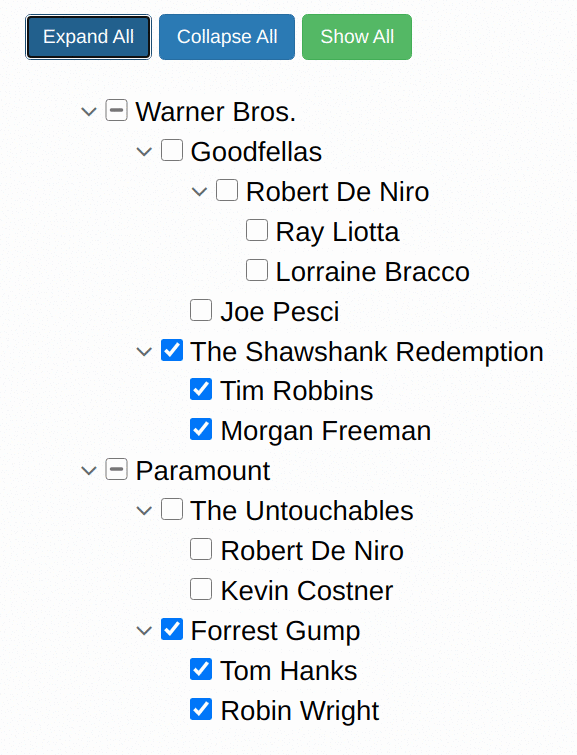 Expand All Collapse All Show All
Warner Bros.
Goodfellas
Robert De Niro
Ray Liotta
Lorraine Bracco
Joe Pesci
The Shawshank Redemption
Tim Robbins
Morgan Freeman
Paramount
The Untouchables
Robert De Niro
Kevin Costner
Forrest Gump
Tom Hanks
Robin Wright